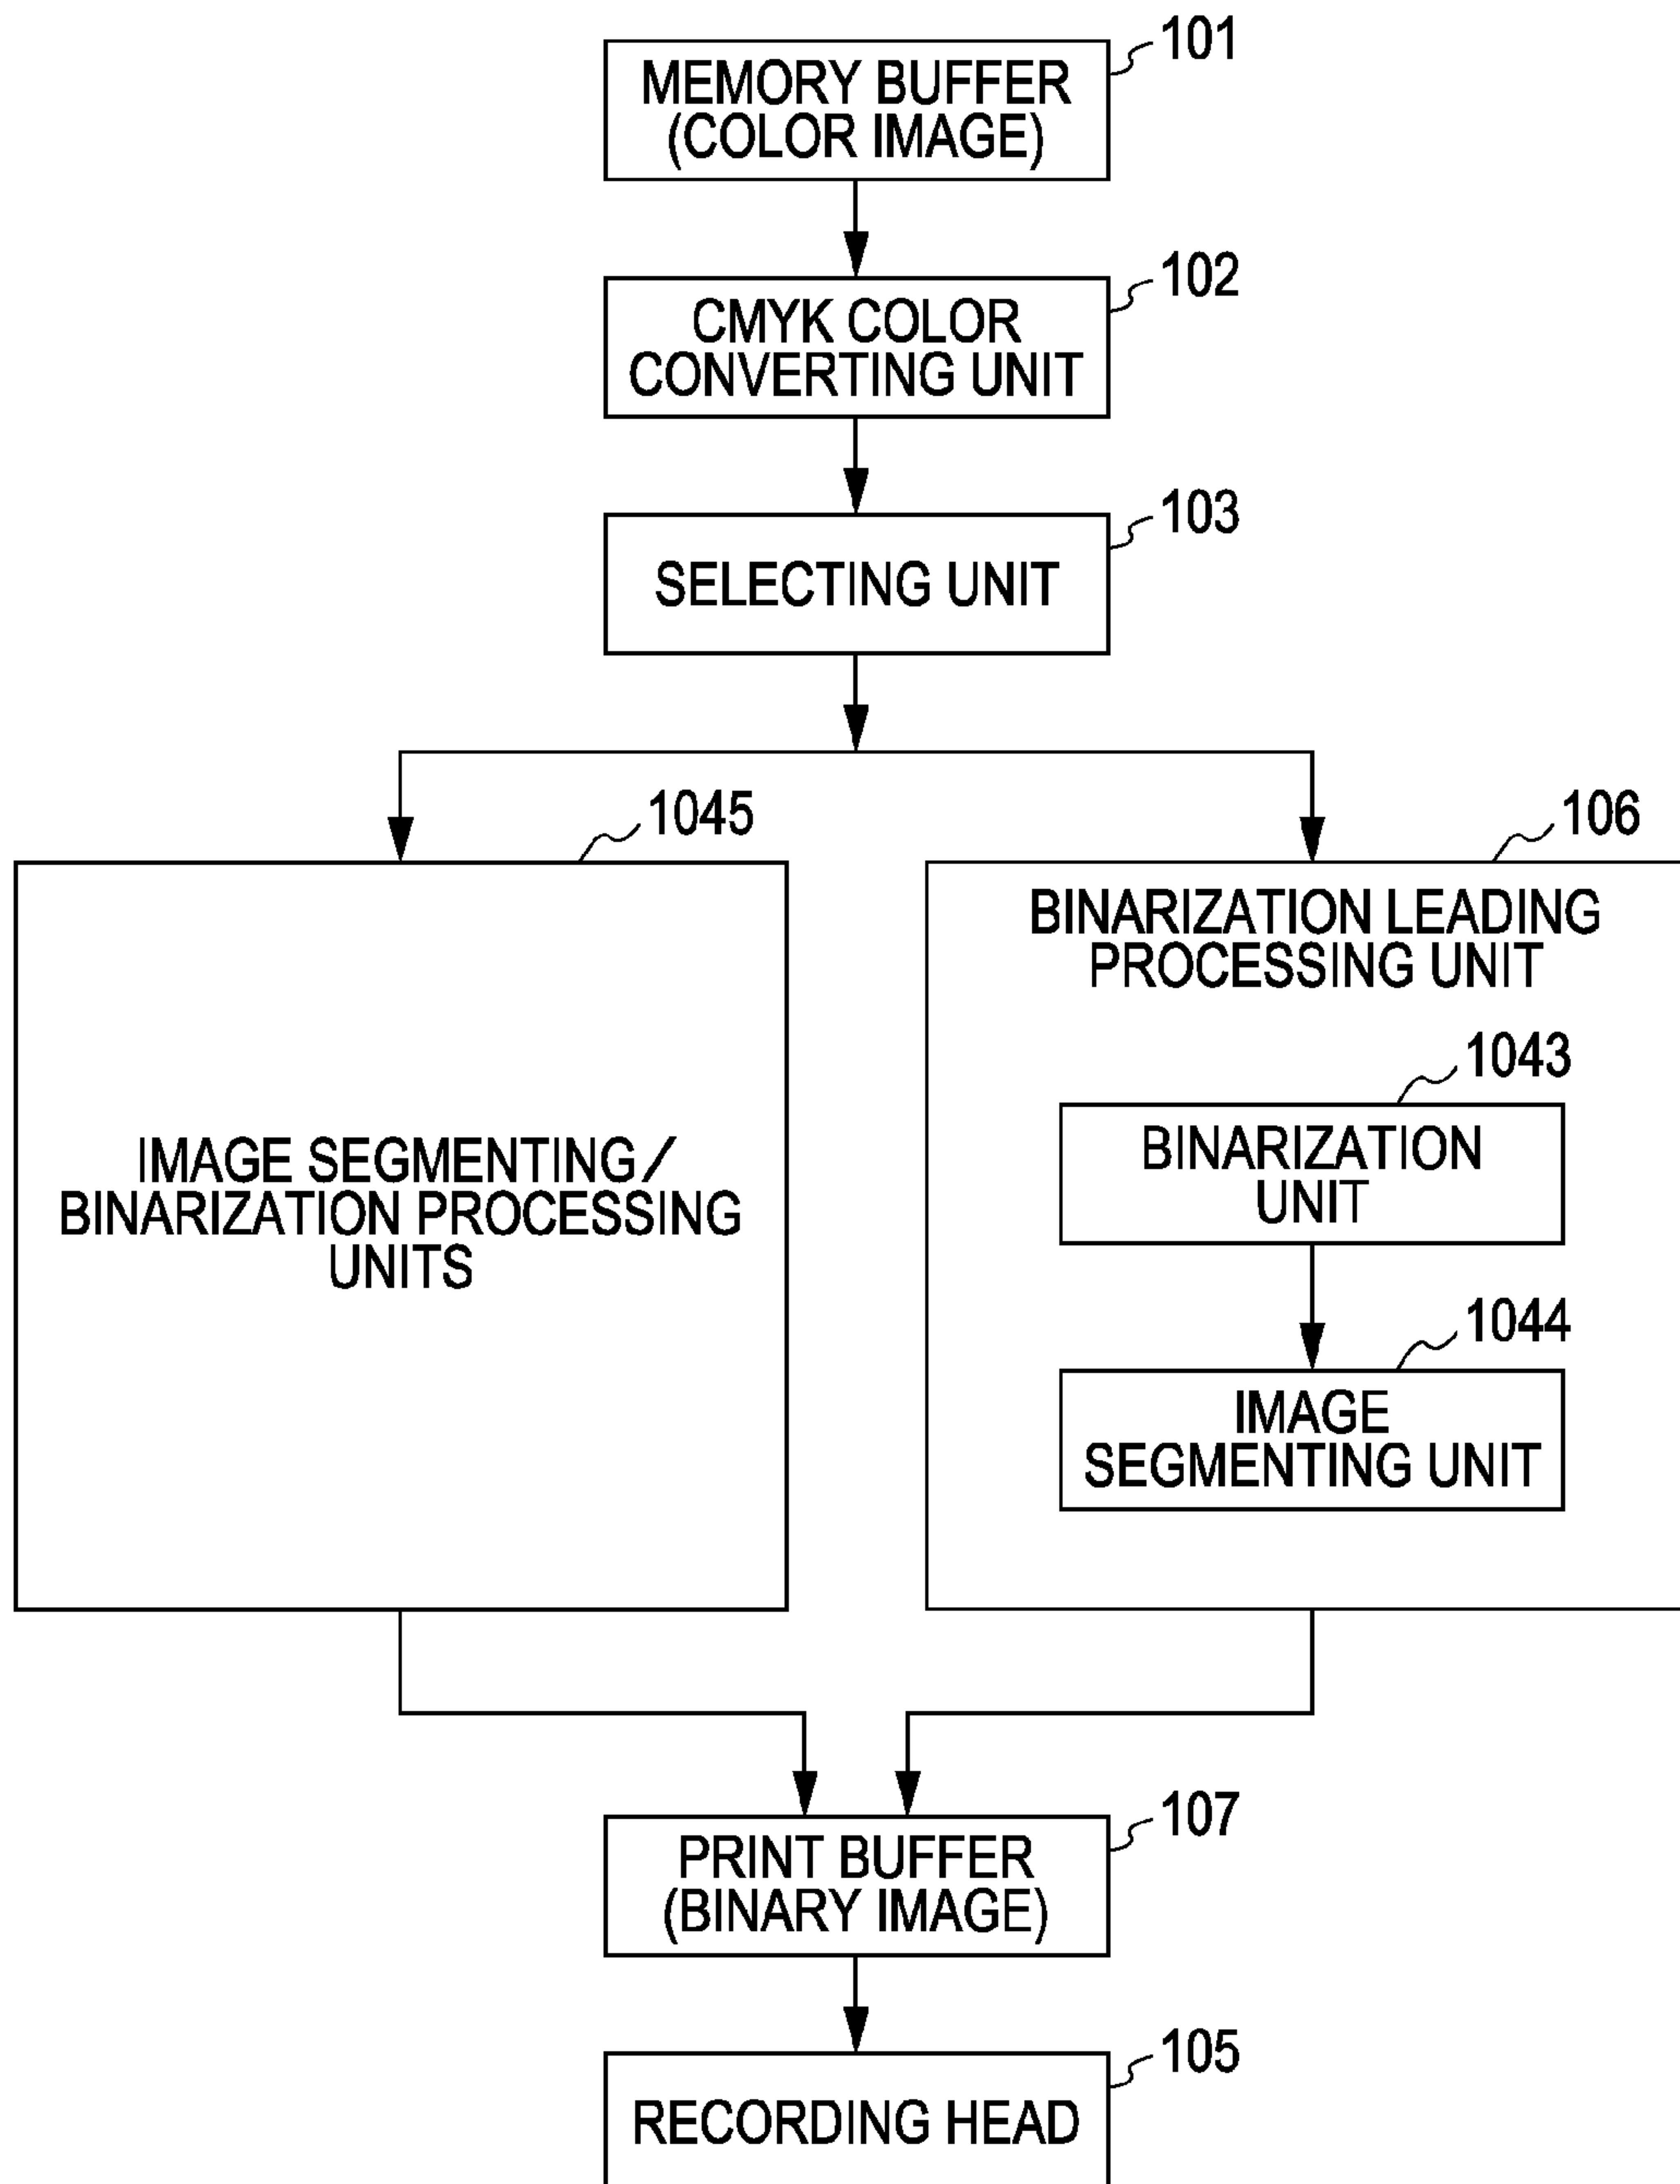 101
MEMORY BUFFER
(COLOR IMAGE)
102
CMYK COLOR
CONVERTING UNIT
103
SELECTING UNIT
1045
IMAGE SEGMENTING/
BINARIZATION PROCESSING
UNITS
106
BINARIZATION LEADING
PROCESSING UNIT
1043
BINARIZATION
UNIT
1044
IMAGE
SEGMENTING UNIT
107
PRINT BUFFER
(BINARY IMAGE)
105
RECORDING HEAD